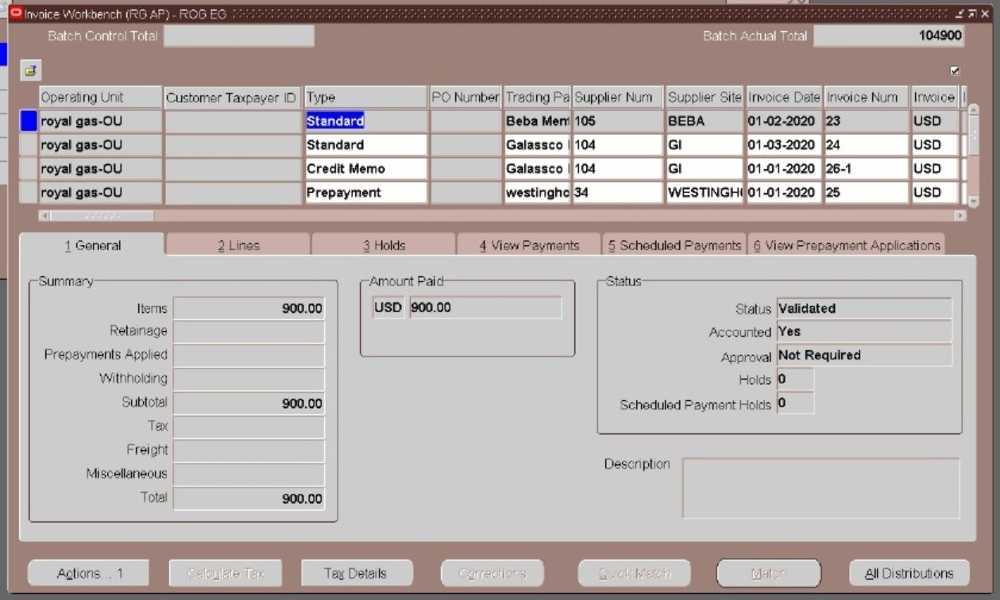 Invoice Workbench (RG AP) - ROG EG
Batch Control Total
Batch Actual Total 104900
Operating Unit Customer Taxpayer ID Type PO Number Trading Pa Supplier Num Supplier Site Invoice Date Invoice Num Invoice
royal gas-OU Standard Beba Ment 105 BEBA 01-02-2020 23 USD
royal gas-OU Standard Galassco 104 GI 01-03-2020 24 USD
royal gas-OU Credit Memo Galassco 104 GI 01-01-2020 26-1 USD
royal gas-OU Prepayment westingho 34 WESTINGH 01-01-2020 25 USD
1 General 2 Lines 3 Holds 4 View Payments 5 Scheduled Payments 6 View Prepayment Applications
Summary Amount Paid Status
Items 900.00 USD 900.00 Status Validated
Retainage Accounted Yes
Prepayments Applied Approval Not Required
Withholding Holds 0
Subtotal 900.00 Scheduled Payment Holds 0
Tax
Freight
Description
Miscellaneous
Total 900.00
Actions... 1 Calculate Tax Tax Details Corrections Quick Match Match All Distributions